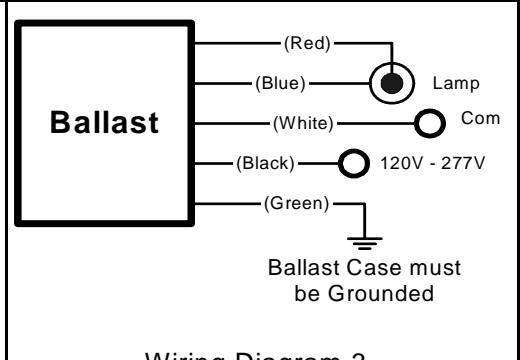 (Red)
(Blue)
Lamp
Ballast
(White)
Com
(Black)
120V - 277V
(Green)
Ballast Case must
be Grounded